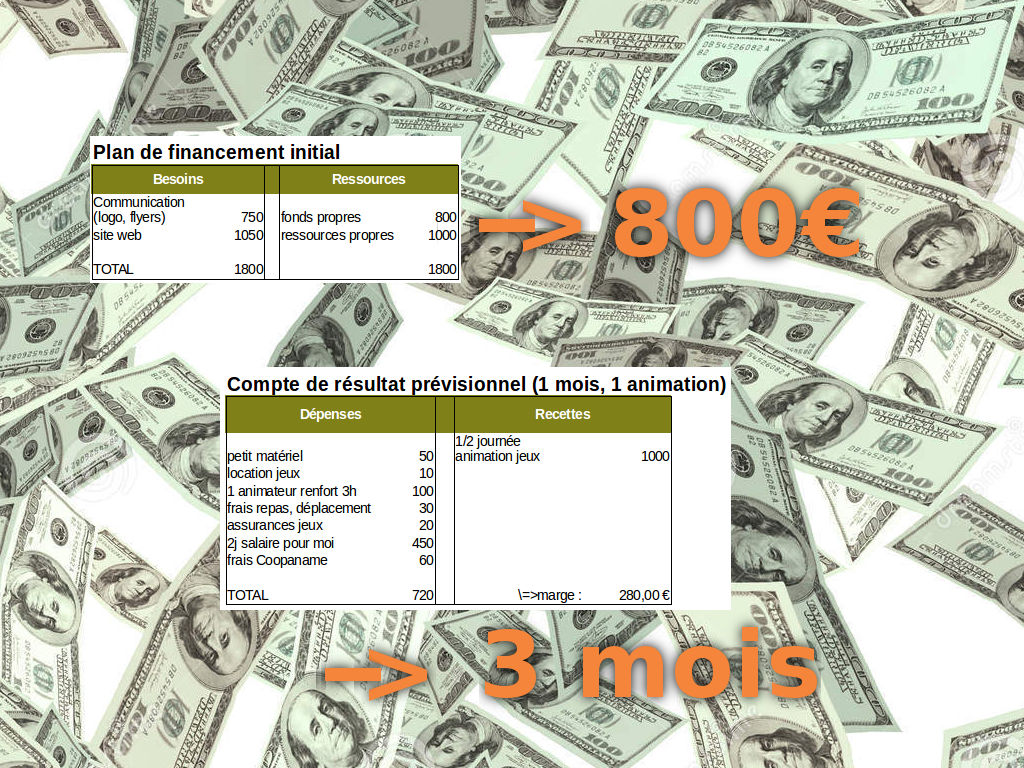 Plan de financement initial
Besoins Ressources
Communication
(logo, flyers) 750 fonds propres 800
site web 1050 ressources propres 1000
TOTAL 1800 1800
—> 800€
Compte de résultat prévisionnel (1 mois, 1 animation)
Dépenses Recettes
1/2 journée
petit matériel 50 animation jeux 1000
location jeux 10
1 animateur renfort 3h 100
frais repas, déplacement 30
assurances jeux 20
2j salaire pour moi 450
frais Coopaname 60
TOTAL 720 \=>marge : 280,00 €
—> 3 mois